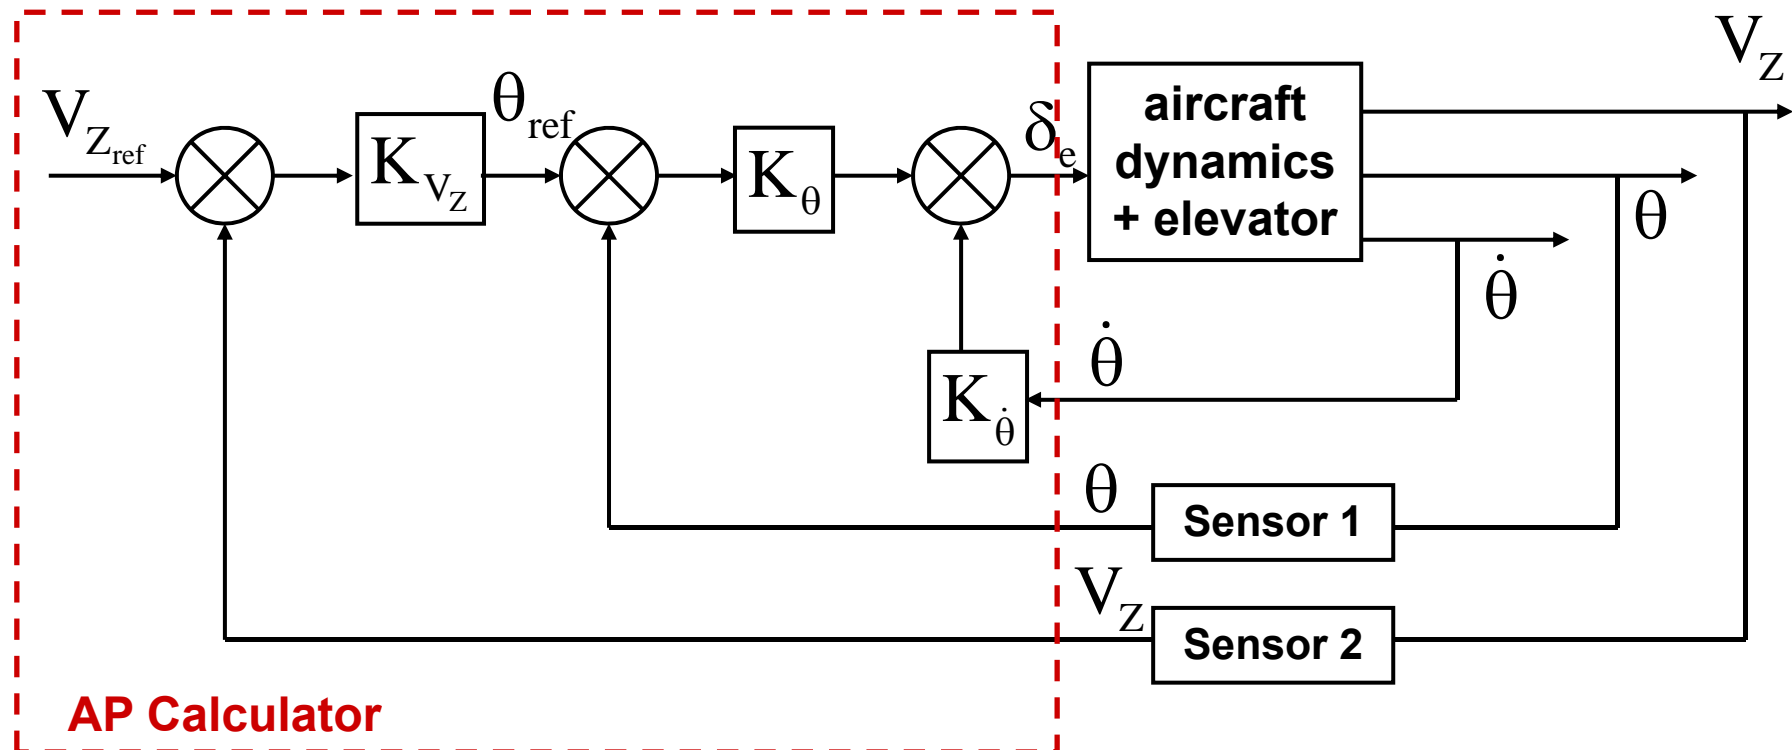 V_Z
V_Zref
θ_ref
δ_e
K_VZ
K_θ
aircraft
dynamics
+ elevator
θ
θ̇
θ̇
K_θ̇
θ
Sensor 1
V_Z
Sensor 2
AP Calculator